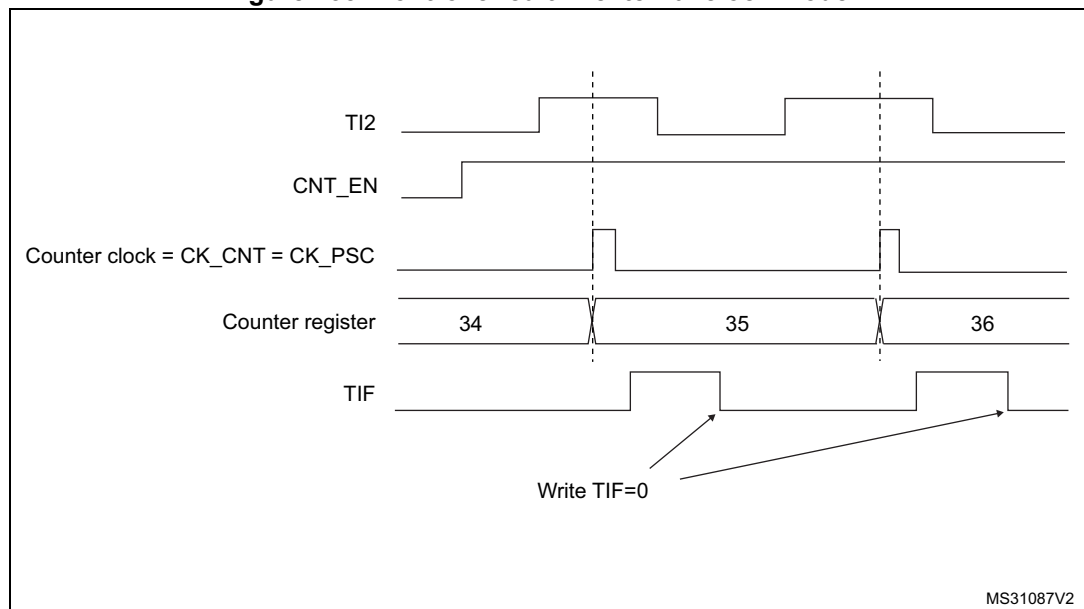 TI2
CNT_EN
Counter clock = CK_CNT = CK_PSC
Counter register
34
35
36
TIF
Write TIF=0
MS31087V2